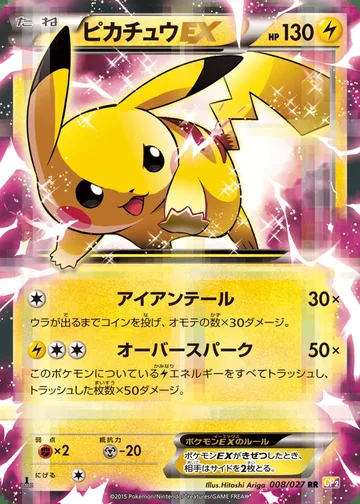 たね
ピカチュウEX
HP130
アイアンテール 30×
ウラが出るまでコインを投げ、オモテの数×30ダメージ。
オーバースパーク 50×
このポケモンについているエネルギーをすべてトラッシュし、
トラッシュした枚数×50ダメージ。
弱点 ×2 抵抗力 -20
にげる
ポケモンEXのルール
ポケモンEXがきぜつしたとき、
相手はサイドを2枚とる。
Illus.Hitoshi Ariga 008/027 RR CP2
©2015 Pokémon/Nintendo/Creatures/GAME FREAK